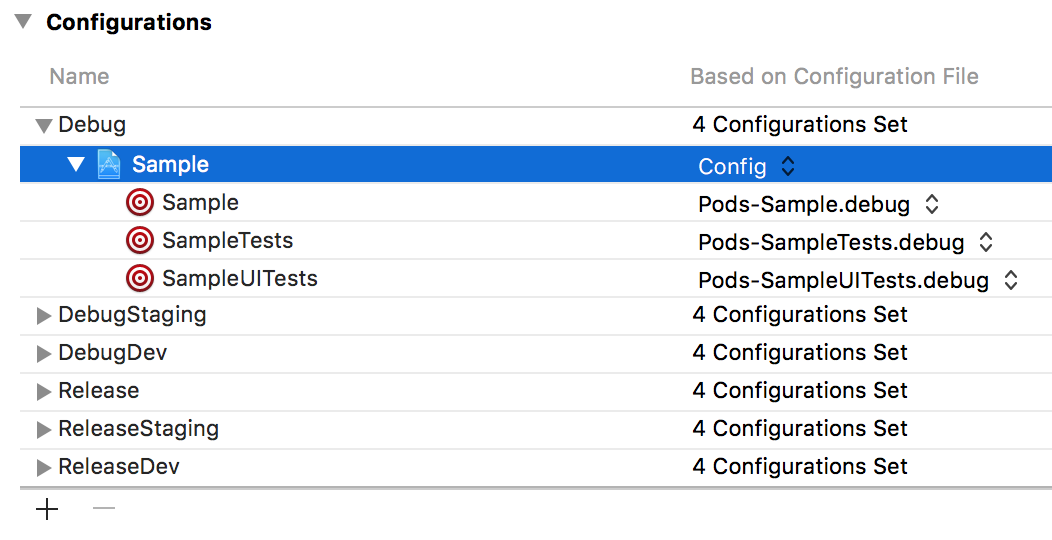 Configurations
Name Based on Configuration File
Debug 4 Configurations Set
Sample Config
Sample Pods-Sample.debug
SampleTests Pods-SampleTests.debug
SampleUITests Pods-SampleUITests.debug
DebugStaging 4 Configurations Set
DebugDev 4 Configurations Set
Release 4 Configurations Set
ReleaseStaging 4 Configurations Set
ReleaseDev 4 Configurations Set